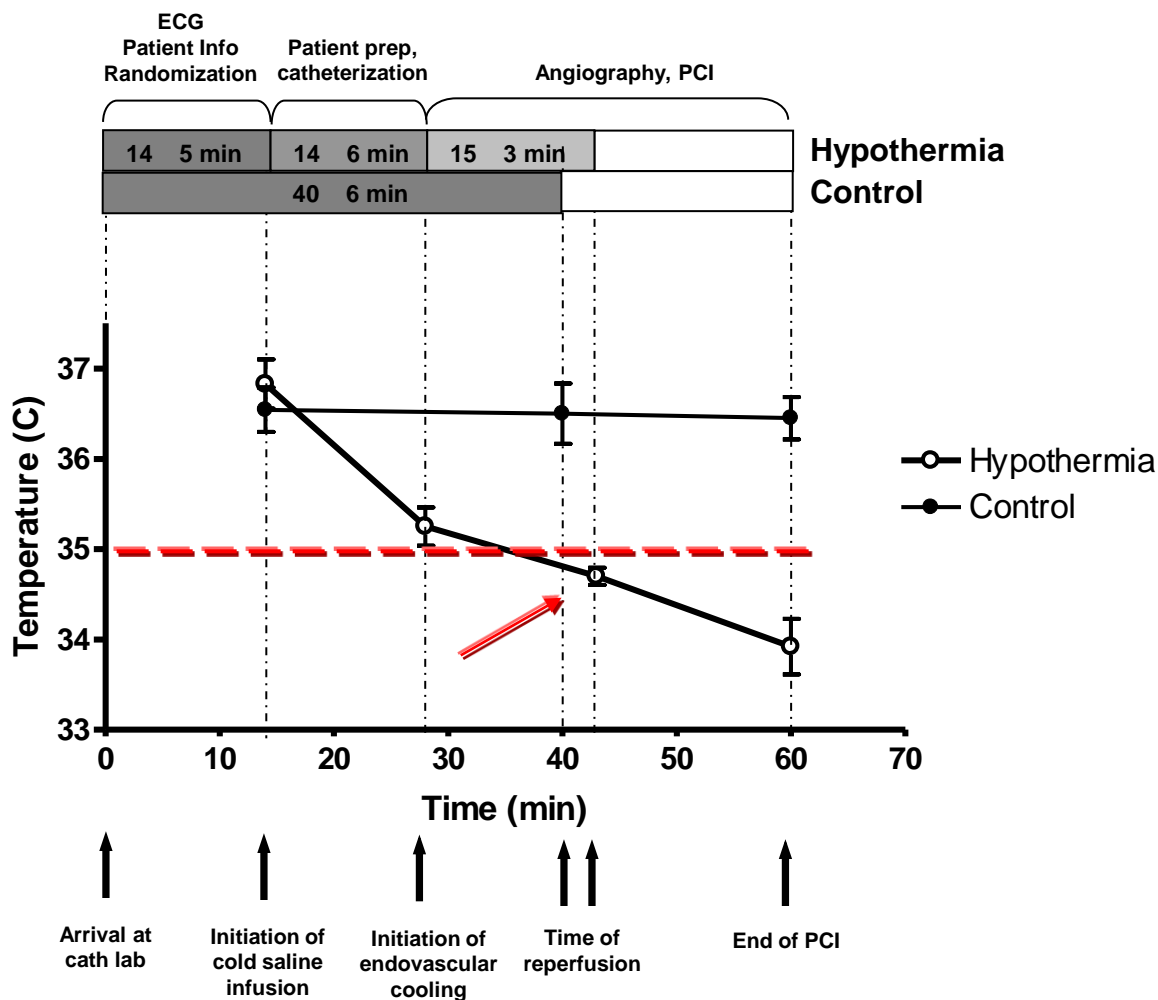 ECG
Patient Info
Randomization
Patient prep,
catheterization
Angiography, PCI
14 5 min
14 6 min
15 3 min
Hypothermia
40 6 min
Control
Temperature (C)
37
36
35
34
33
0 10 20 30 40 50 60 70
Time (min)
Hypothermia
Control
Arrival at
cath lab
Initiation of
cold saline
infusion
Initiation of
endovascular
cooling
Time of
reperfusion
End of PCI